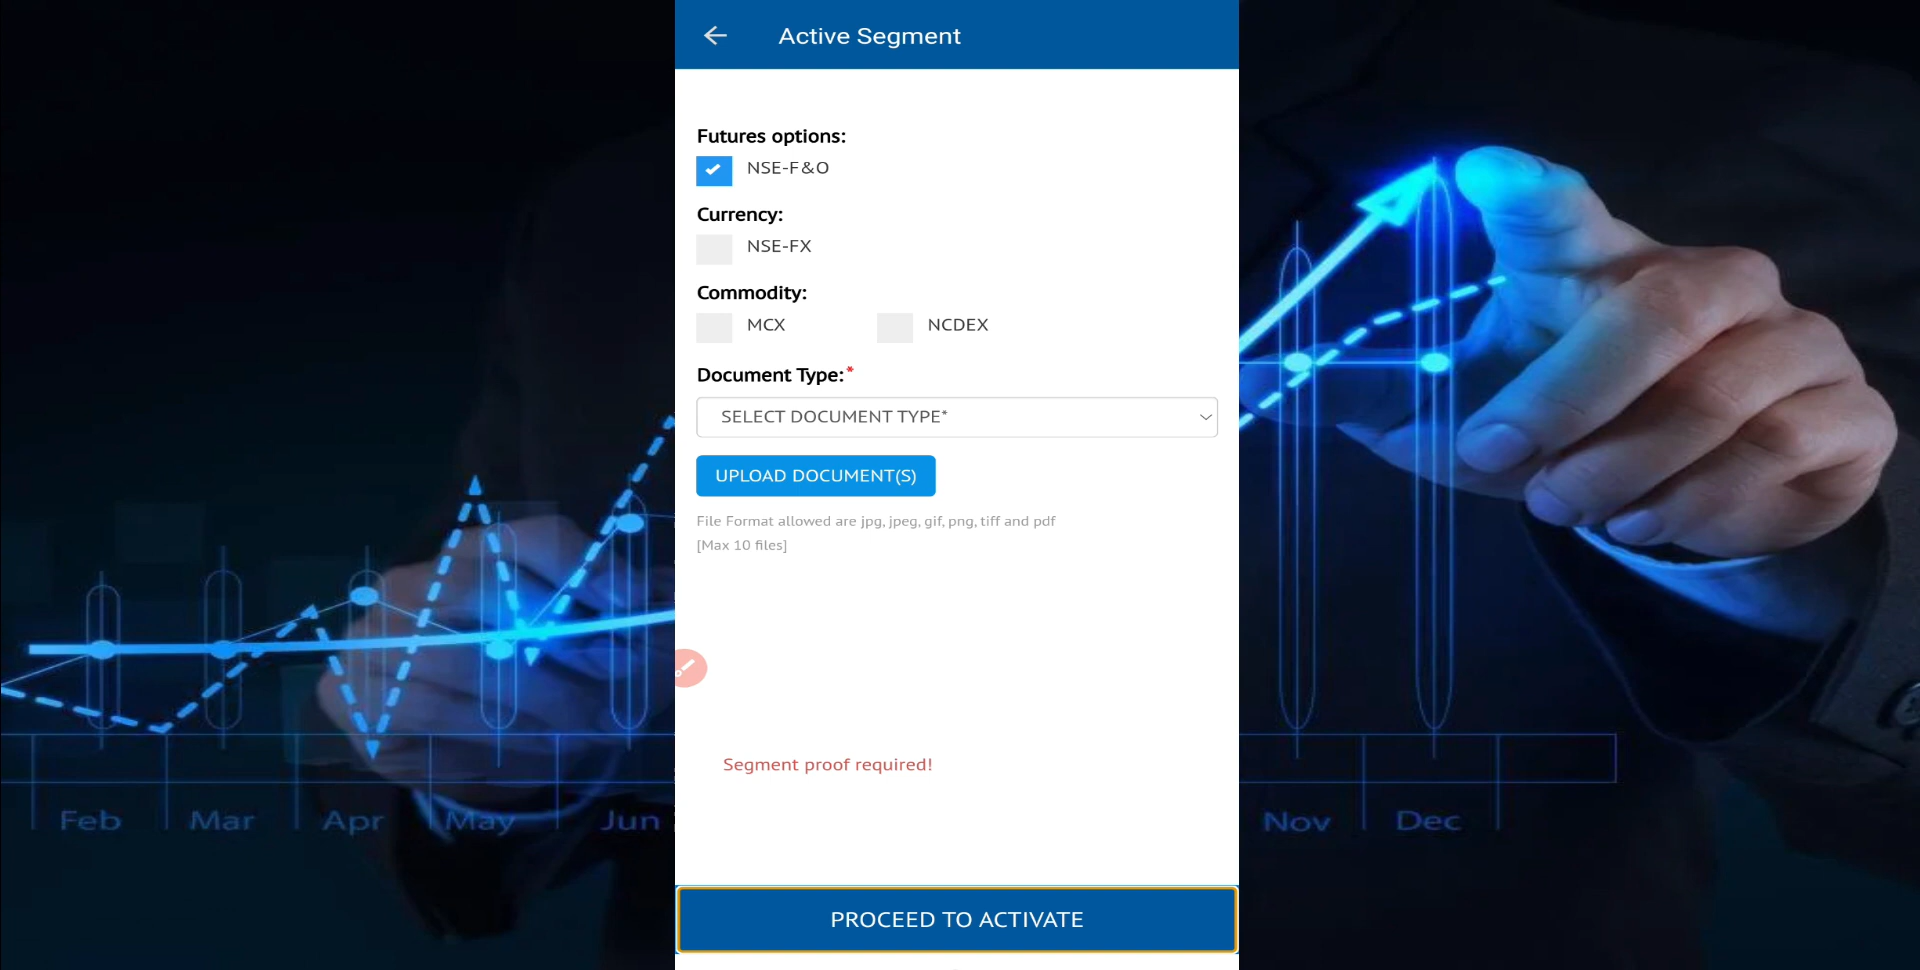 Active Segment
Futures options:
NSE-F&O
Currency:
NSE-FX
Commodity:
MCX NCDEX
Document Type:*
SELECT DOCUMENT TYPE*
UPLOAD DOCUMENT(S)
File Format allowed are jpg, jpeg, gif, png, tiff and pdf
[Max 10 files]
Segment proof required!
Feb Mar Apr May Jun Nov Dec
PROCEED TO ACTIVATE